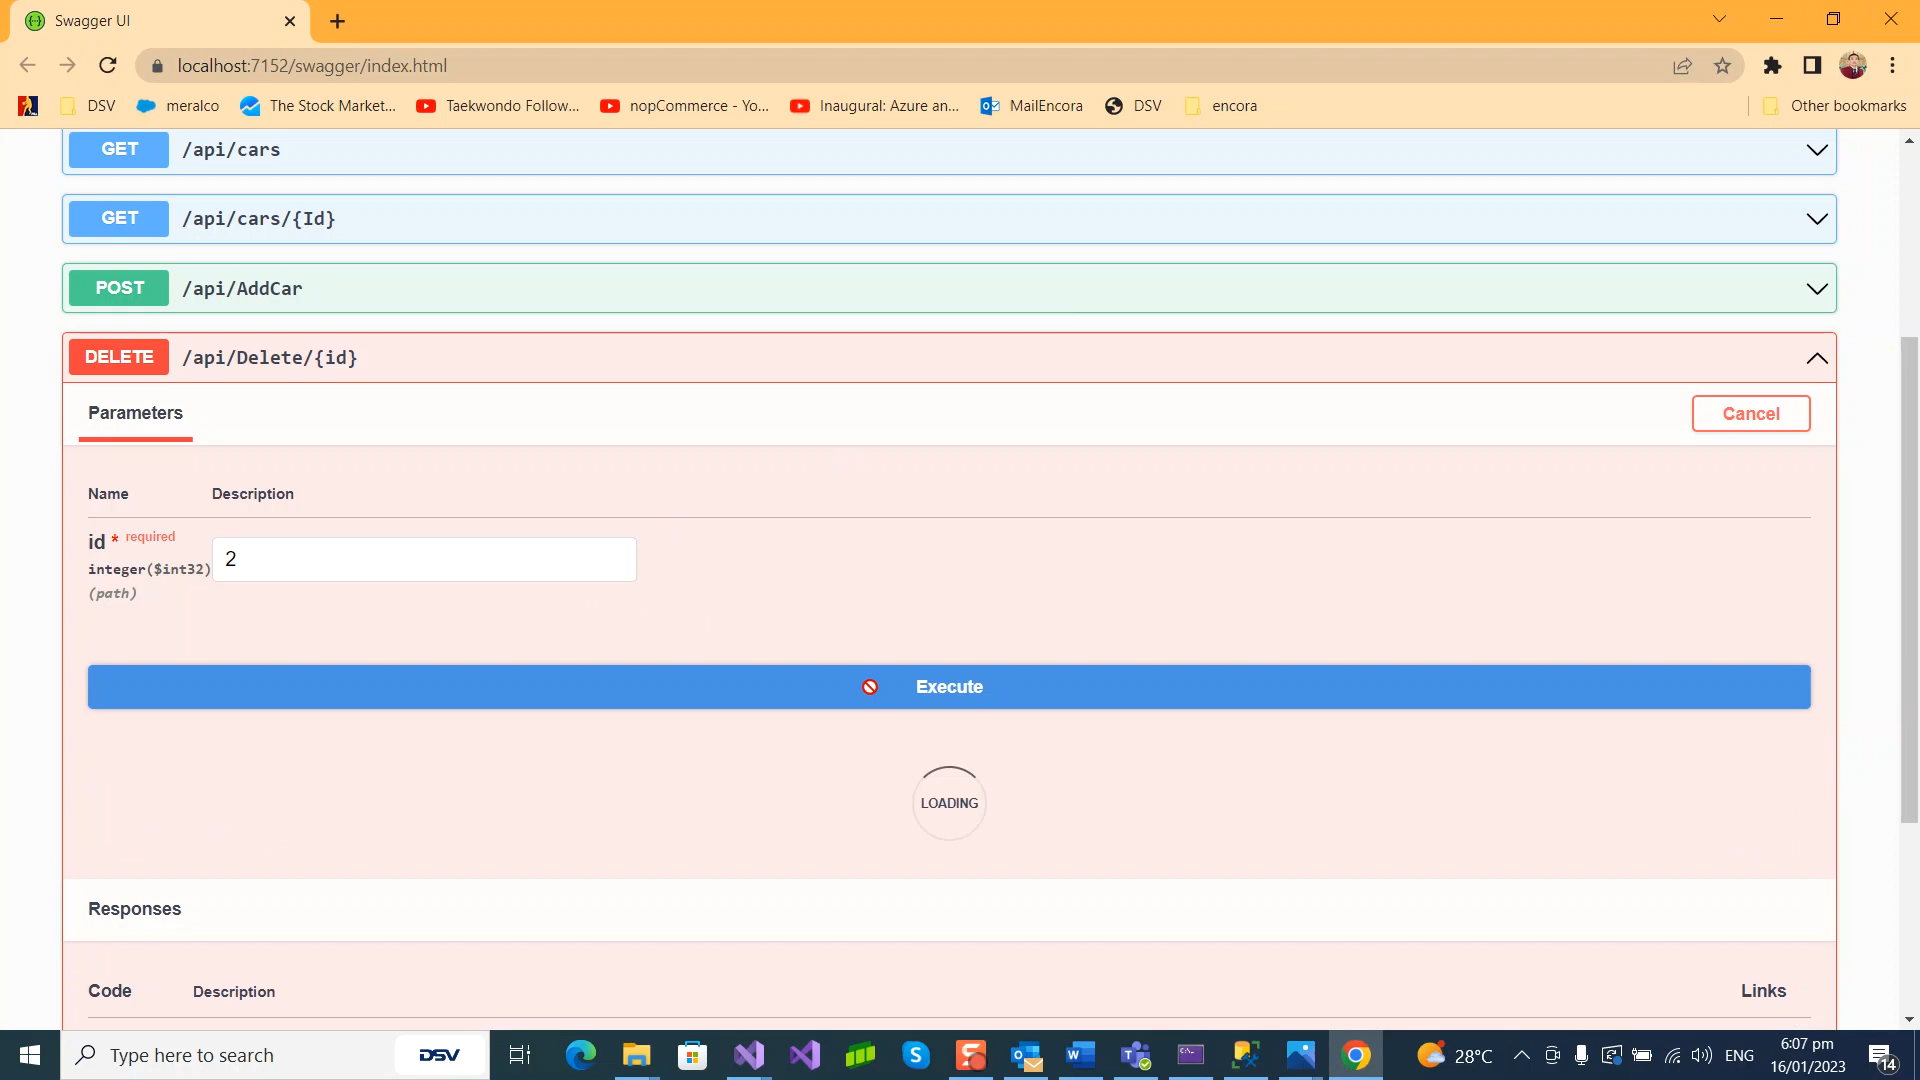 Swagger UI
localhost:7152/swagger/index.html
DSV
meralco
The Stock Market...
Taekwondo Follow...
nopCommerce - Yo...
Inaugural: Azure an...
MailEncora
DSV
encora
Other bookmarks
GET /api/cars
GET /api/cars/{Id}
POST /api/AddCar
DELETE /api/Delete/{id}
Parameters
Cancel
Name Description
id * required
integer($int32)
(path)
2
Execute
LOADING
Responses
Code Description Links
Type here to search
DSV
28°C
ENG
6:07 pm
16/01/2023
14